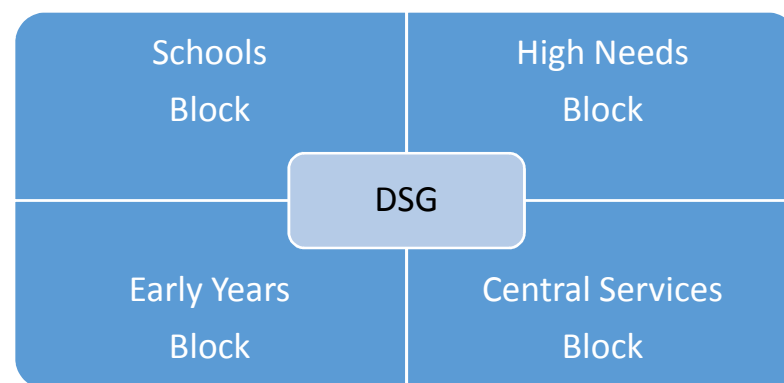 Schools
Block
High Needs
Block
DSG
Early Years
Block
Central Services
Block